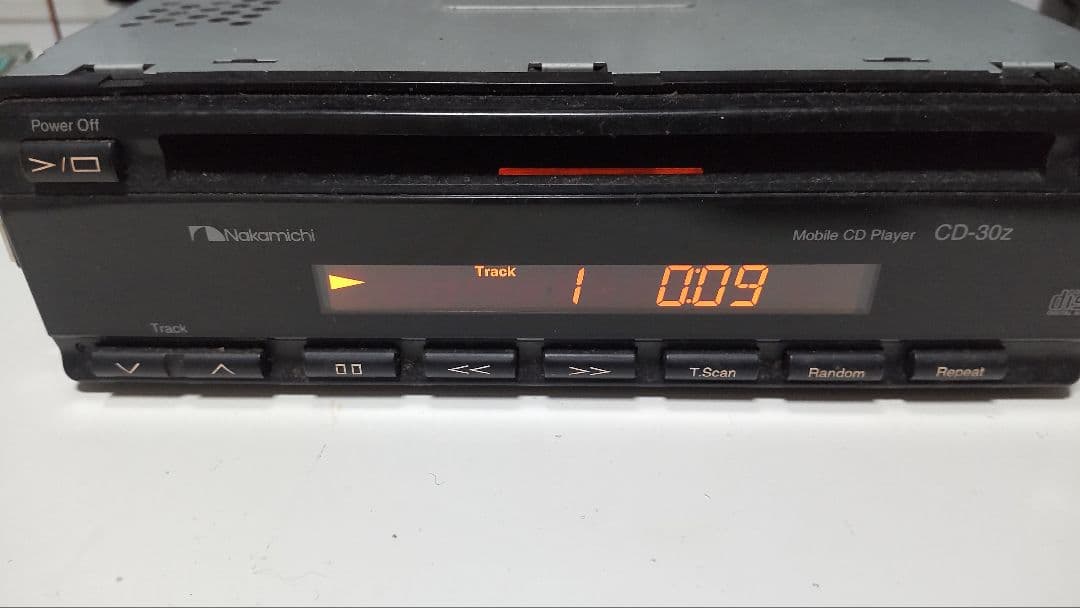 Power Off
Nakamichi
Mobile CD Player CD-30z
Track 1 0:09
Track
T.Scan Random Repeat